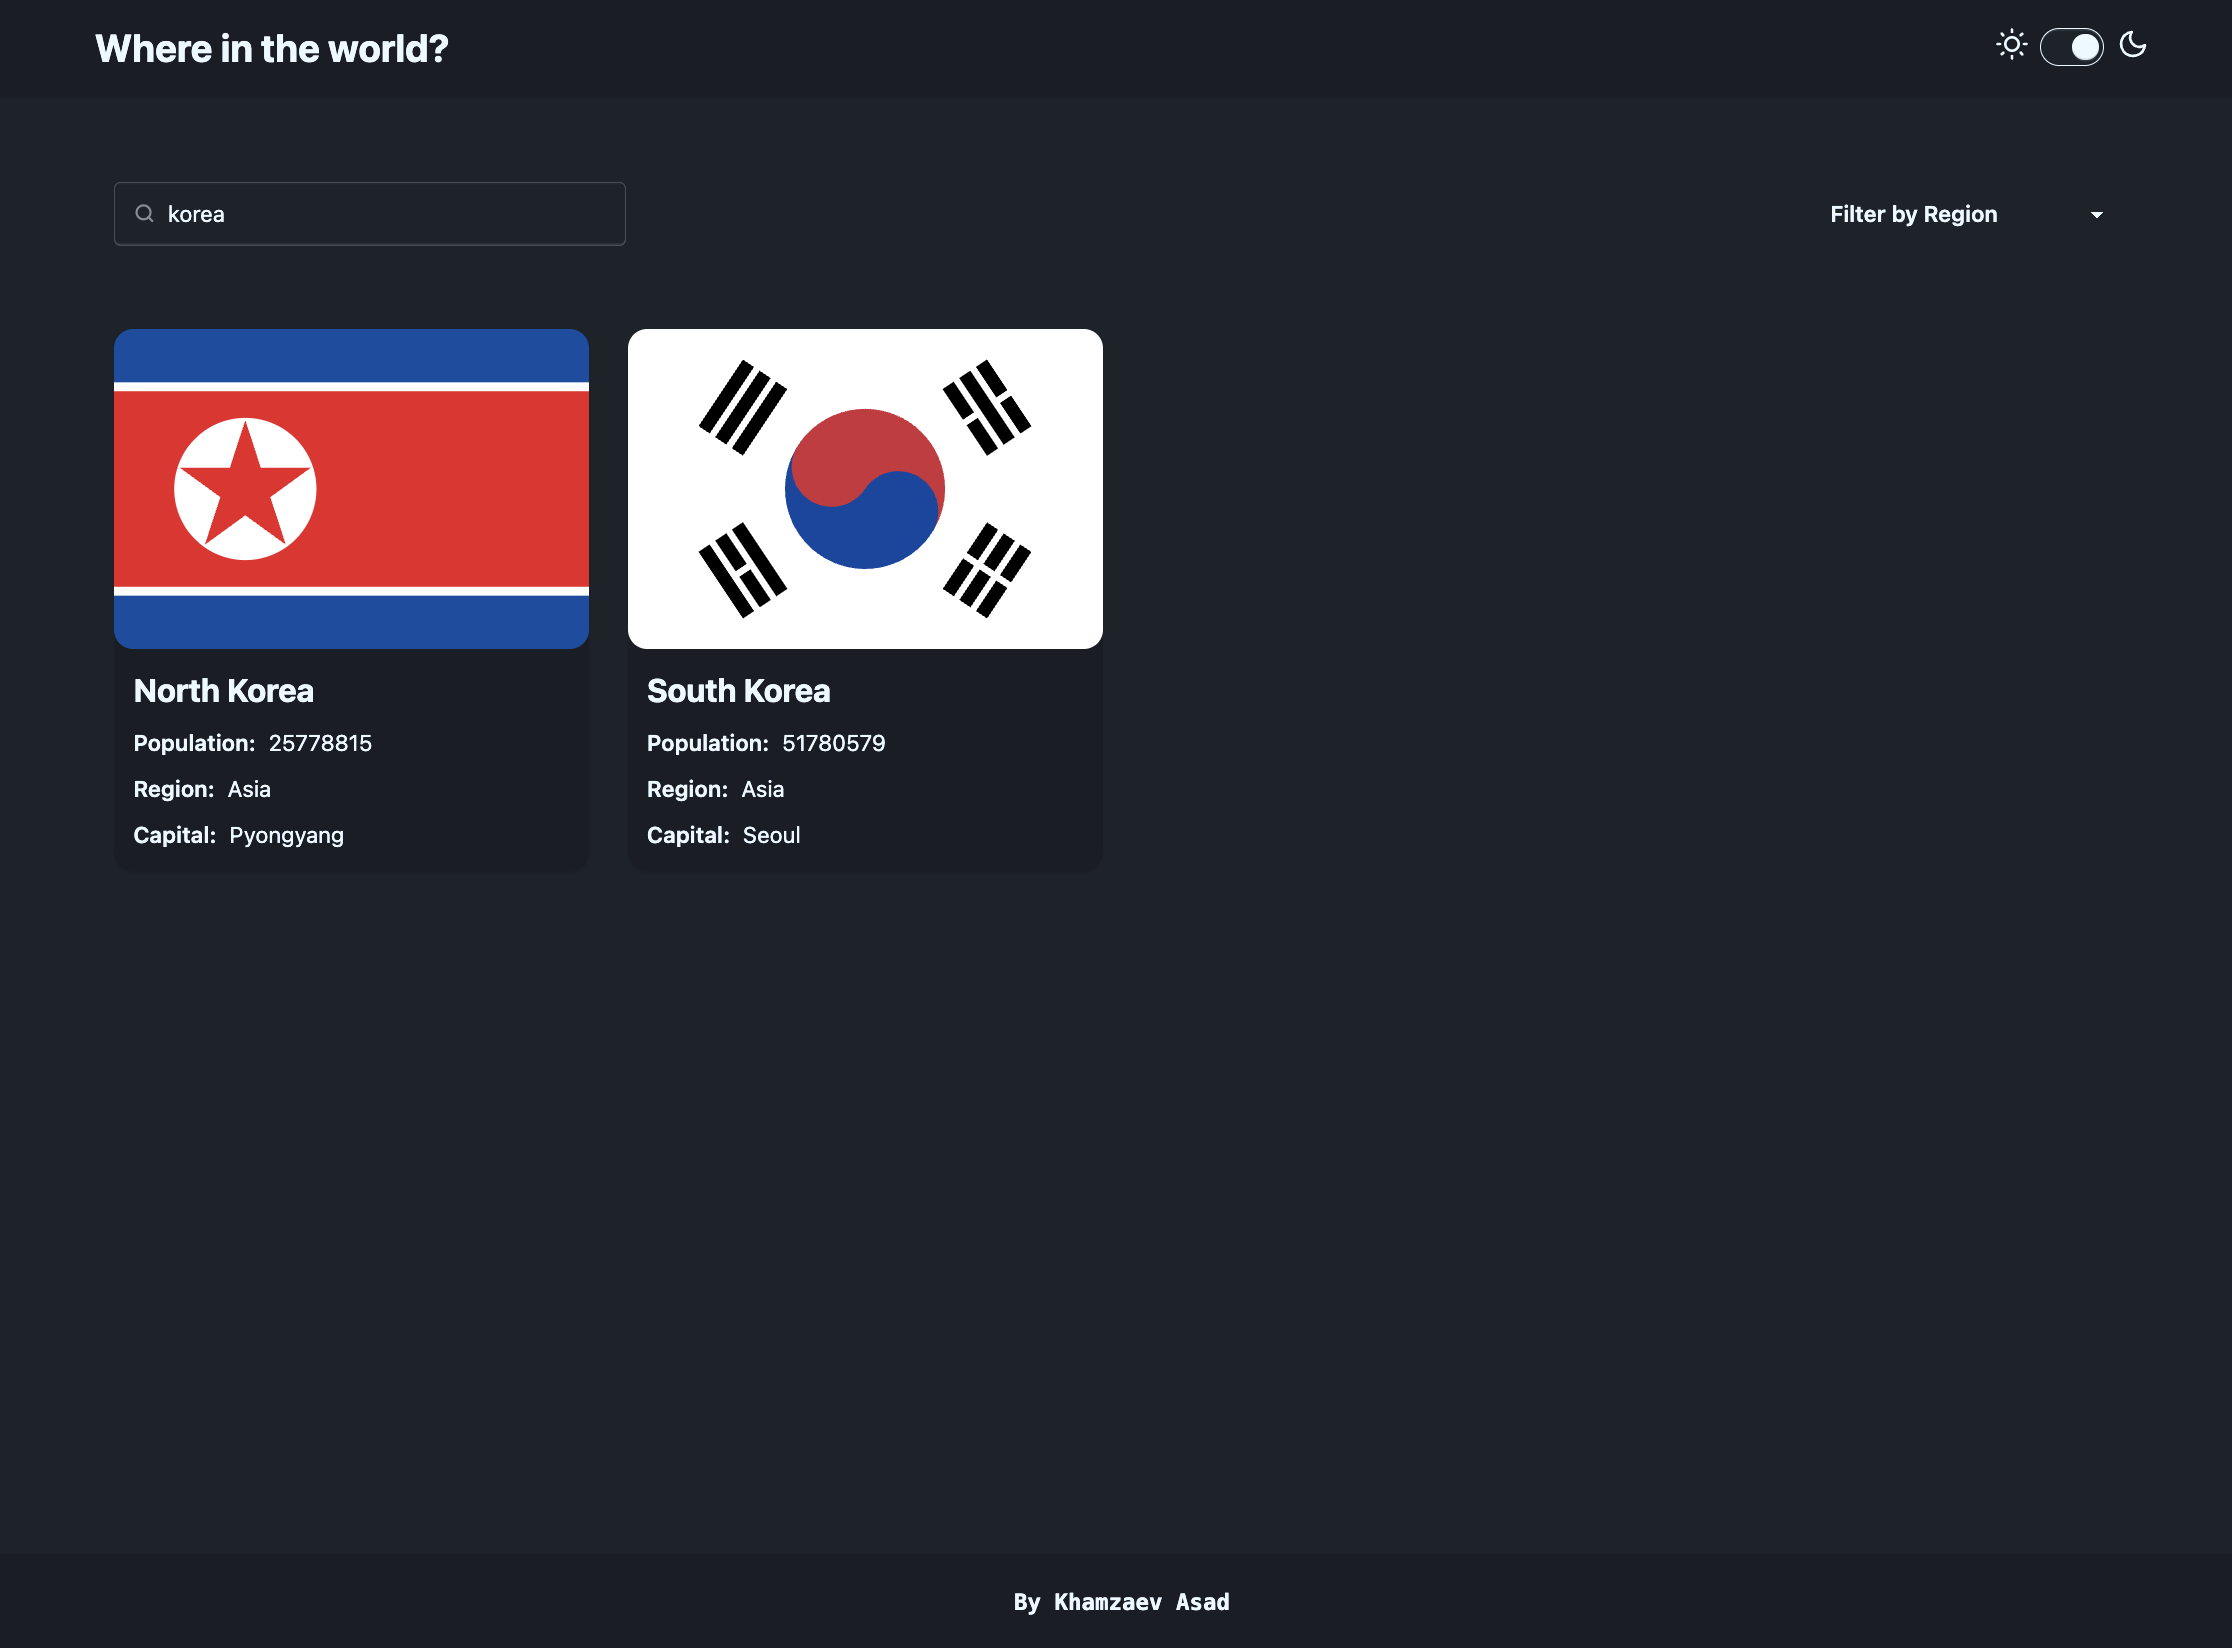 Where in the world?
korea
Filter by Region
North Korea
Population: 25778815
Region: Asia
Capital: Pyongyang
South Korea
Population: 51780579
Region: Asia
Capital: Seoul
By Khamzaev Asad